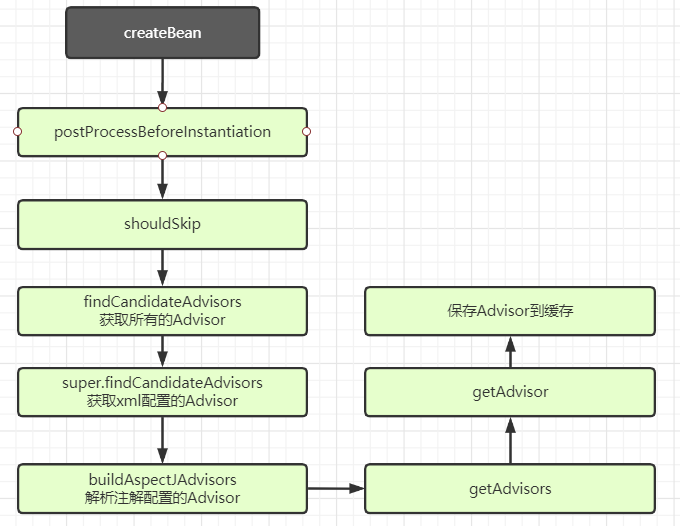 createBean
postProcessBeforeInstantiation
shouldSkip
findCandidateAdvisors
获取所有的Advisor
super.findCandidateAdvisors
获取xml配置的Advisor
buildAspectJAdvisors
解析注解配置的Advisor
getAdvisors
getAdvisor
保存Advisor到缓存